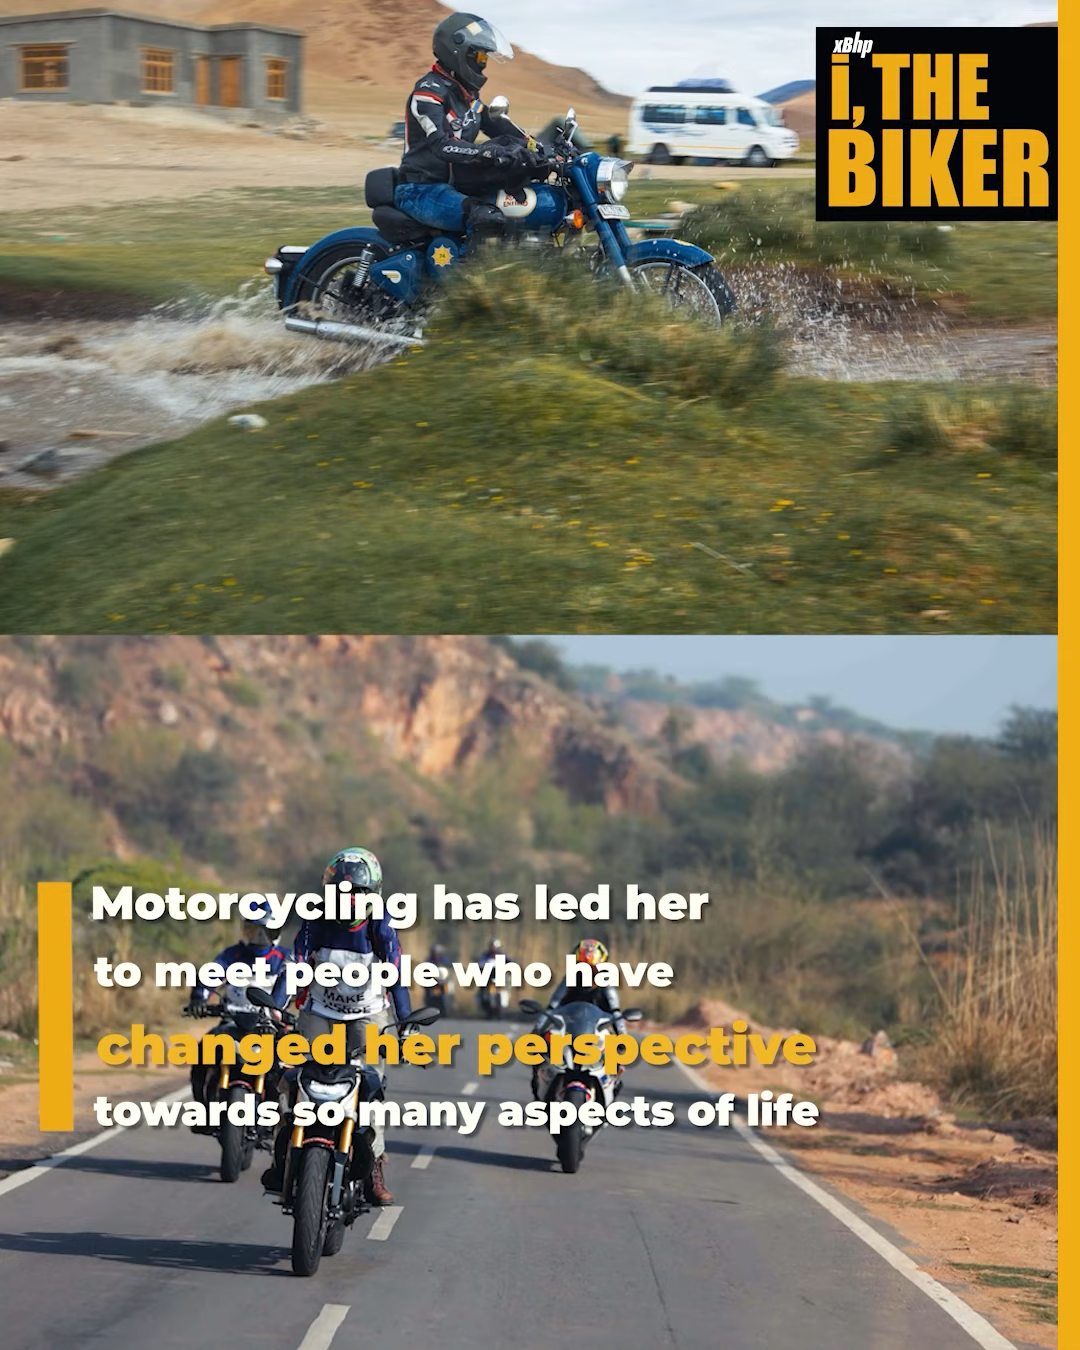 xBhp
i, THE
BIKER
Motorcycling has led her
to meet people who have
changed her perspective
towards so many aspects of life
MAKE